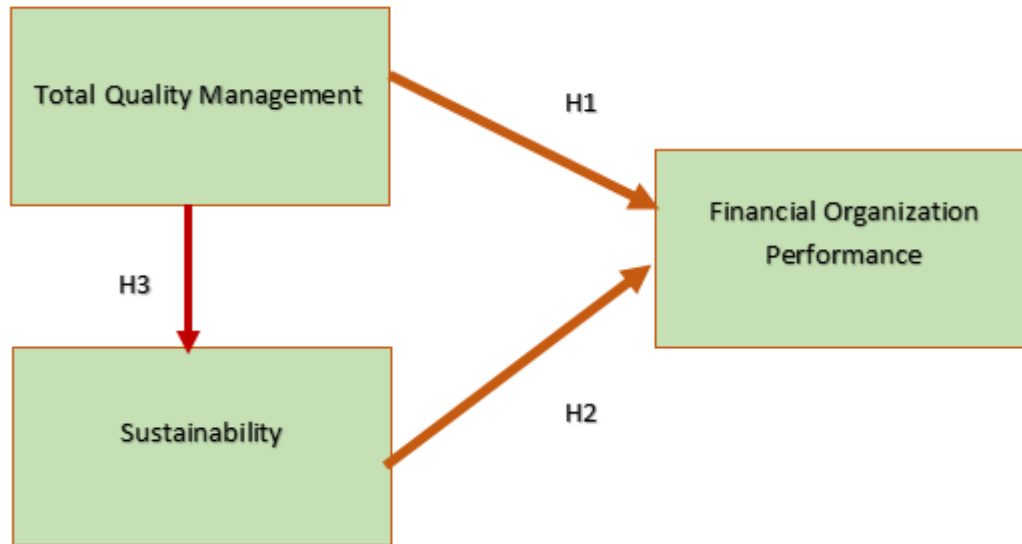 Total Quality Management
H1
Financial Organization
Performance
H3
Sustainability
H2